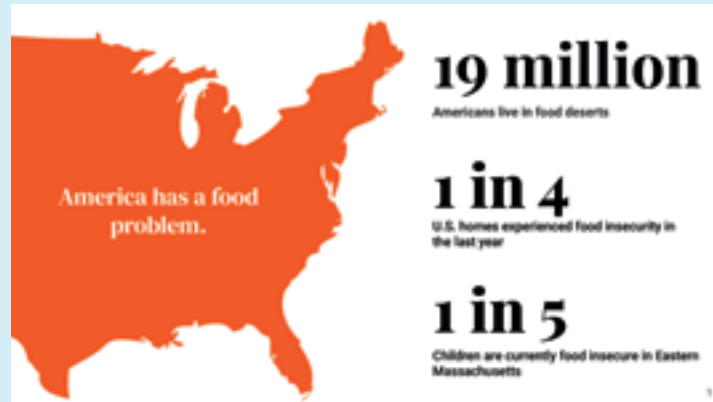 America has a food
problem.
19 million
Americans live in food deserts
1 in 4
U.S. homes experienced food insecurity in
the last year
1 in 5
Children are currently food insecure in Eastern
Massachusetts
1